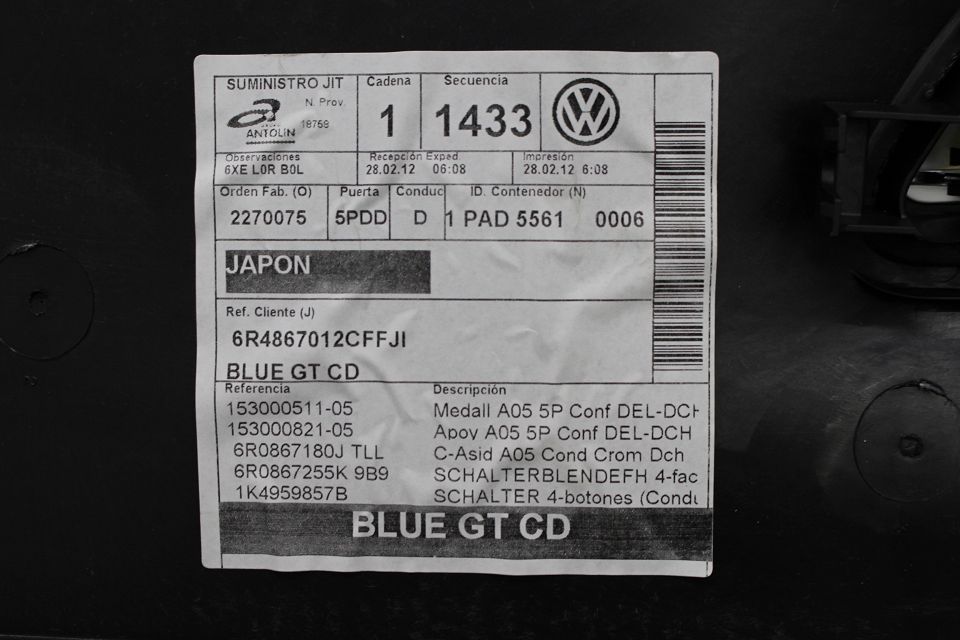 SUMINISTRO JIT
N. Prov.
ANTOLIN
18758
Cadena
1
Secuencia
1433
Observaciones
6XE L0R B0L
Recepción Exped.
28.02.12 06:08
Impresión
28.02.12 6:08
Orden Fab. (O)
2270075
Puerta
5PDD
Conduc
D
ID. Contenedor (N)
1 PAD 5561 0006
JAPON
Ref. Cliente (J)
6R4867012CFFJI
BLUE GT CD
Referencia Descripción
153000511-05 Medall A05 5P Conf DEL-DCH
153000821-05 Apoy A05 5P Conf DEL-DCH
6R0867180J TLL C-Asid A05 Cond Crom Dch
6R0867255K 9B9 SCHALTERBLENDEFH 4-fac
1K4959857B SCHALTER 4-botones (Condu
BLUE GT CD